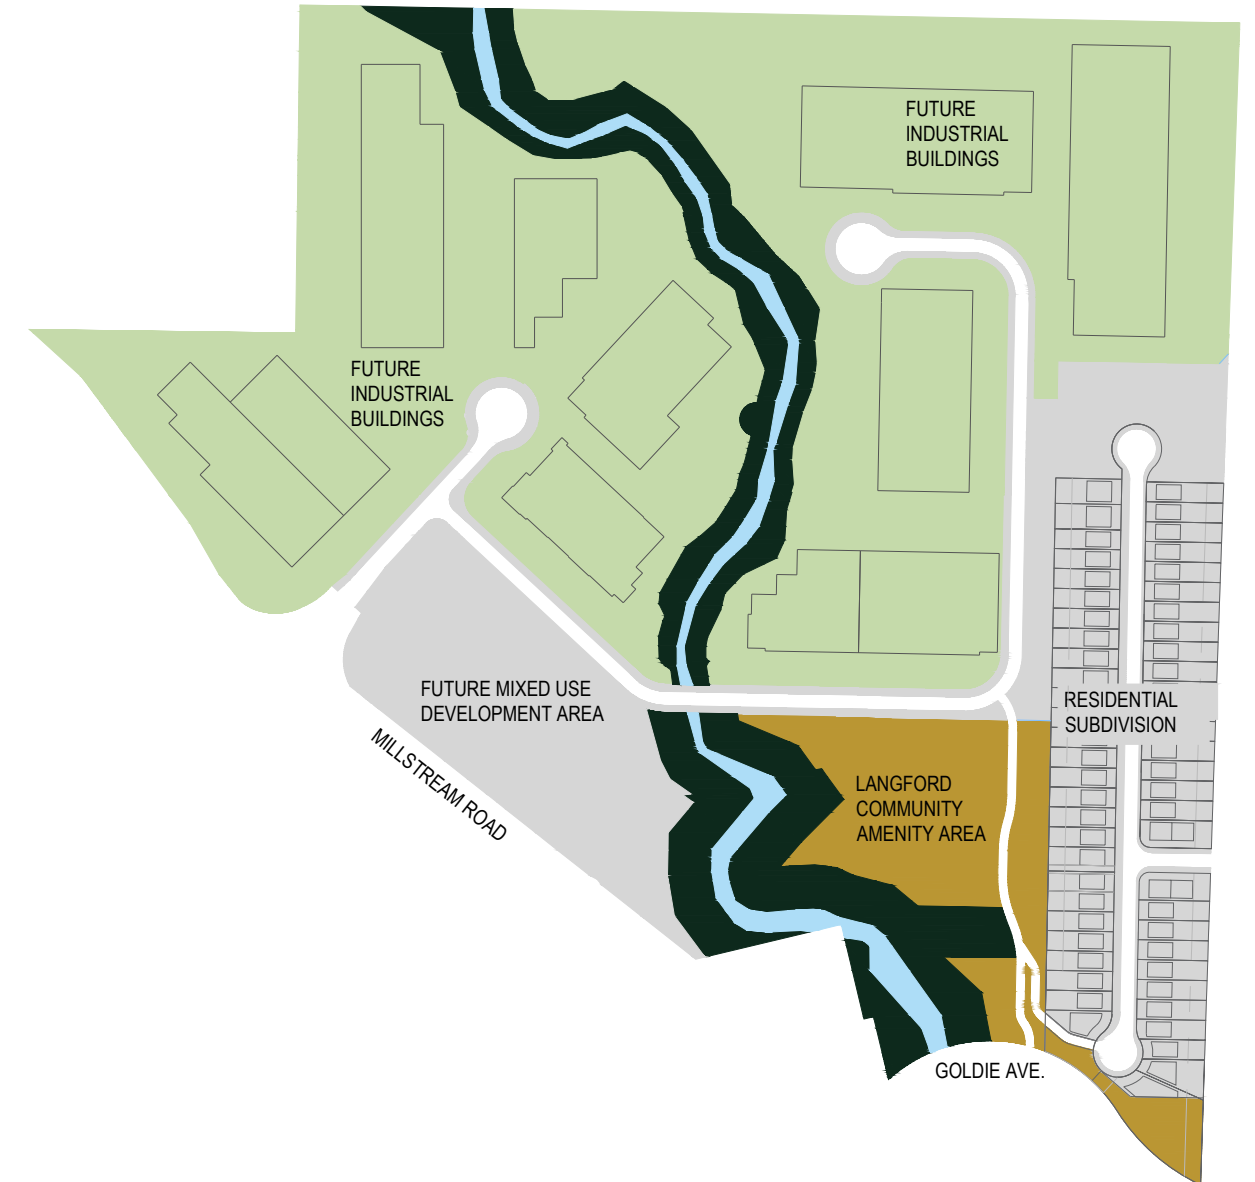 FUTURE
INDUSTRIAL
BUILDINGS
FUTURE
INDUSTRIAL
BUILDINGS
FUTURE MIXED USE
DEVELOPMENT AREA
RESIDENTIAL
SUBDIVISION
MILLSTREAM ROAD
LANGFORD
COMMUNITY
AMENITY AREA
GOLDIE AVE.